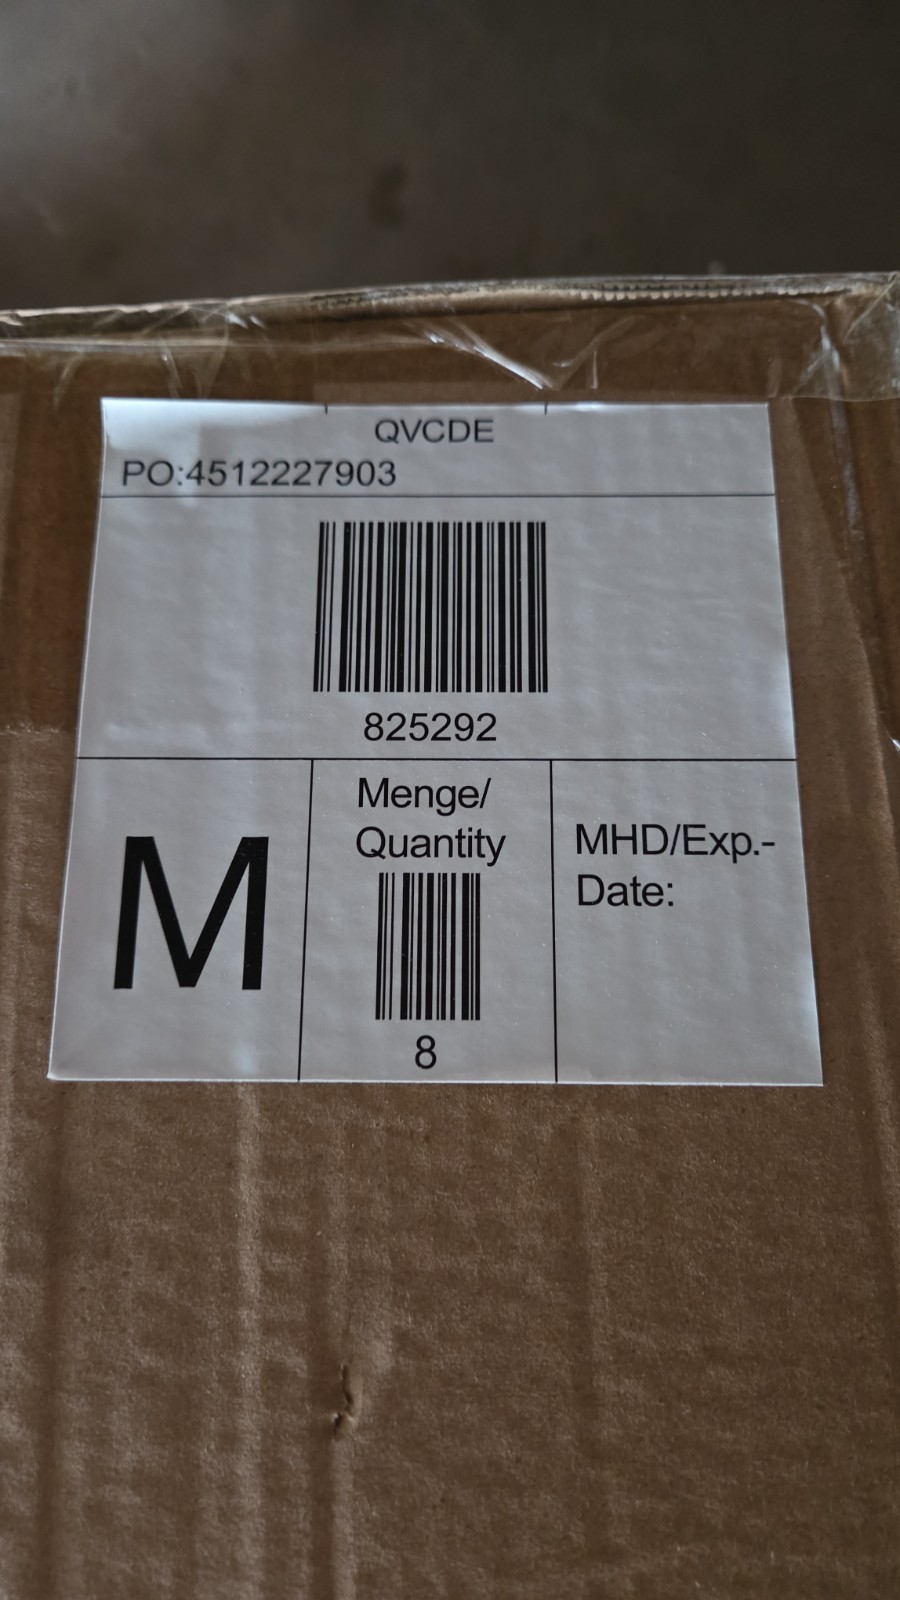 QVCDE
PO:4512227903
825292
M
Menge/
Quantity
8
MHD/Exp.-
Date: